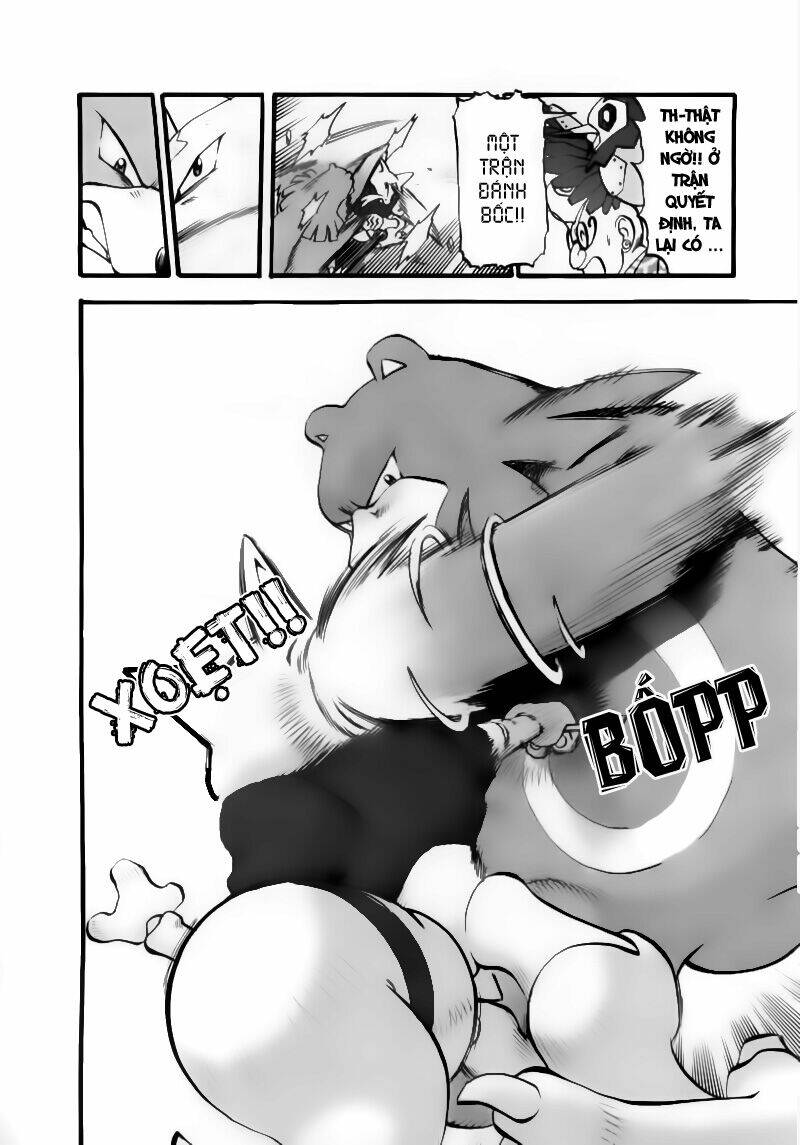 TH-THẬT
KHÔNG
NGỜ!! Ở
TRẬN
QUYẾT
ĐỊNH, TA
LẠI CÓ ...
MỘT
TRẬN
ĐÁNH
BỐC!!
XOẸT!!!
BỐPP